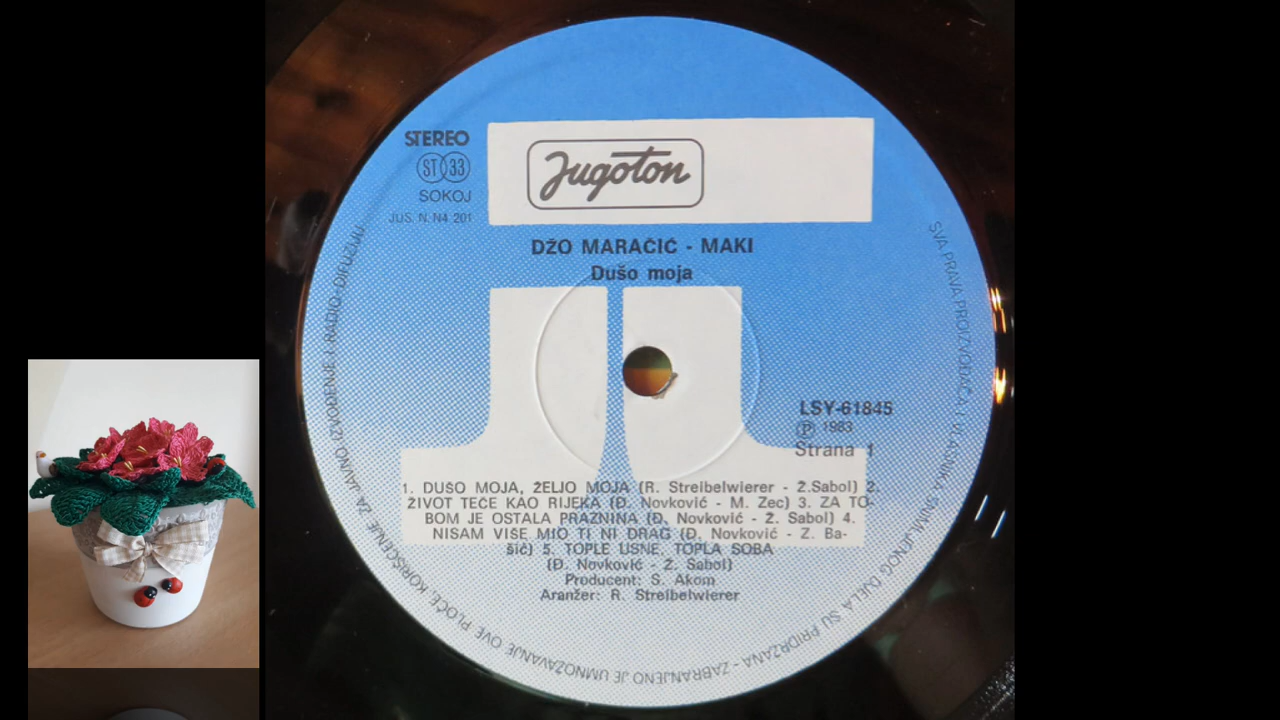 STEREO
ST 33
SOKOJ
JUS. N. N4 201
Jugoton
DŽO MARAČIĆ - MAKI
Dušo moja
LSY-61845
Ⓟ 1983
Strana 1
1. DUŠO MOJA, ŽELJO MOJA (R. Streibelwierer - Ž.Sabol) 2.
ŽIVOT TEČE KAO RIJEKA (Đ. Novković - M. Zec) 3. ZA TO-
BOM JE OSTALA PRAZNINA (Đ. Novković - Ž. Sabol) 4.
NISAM VIŠE MIO TI NI DRAG (Đ. Novković - Z. Ba-
šić) 5. TOPLE USNE, TOPLA SOBA
(Đ. Novković - Ž. Sabol)
Producent: S. Akom
Aranžer: R. Streibelwierer
SVA PRAVA PROIZVOĐAČA I VLASNIKA SNIMLJENOG DJELA SU PRIDRŽANA - ZABRANJENO JE UMNOŽAVANJE OVE PLOČE, KORIŠĆENJE ZA JAVNO IZVOĐENJE I RADIO-DIFUZIJU